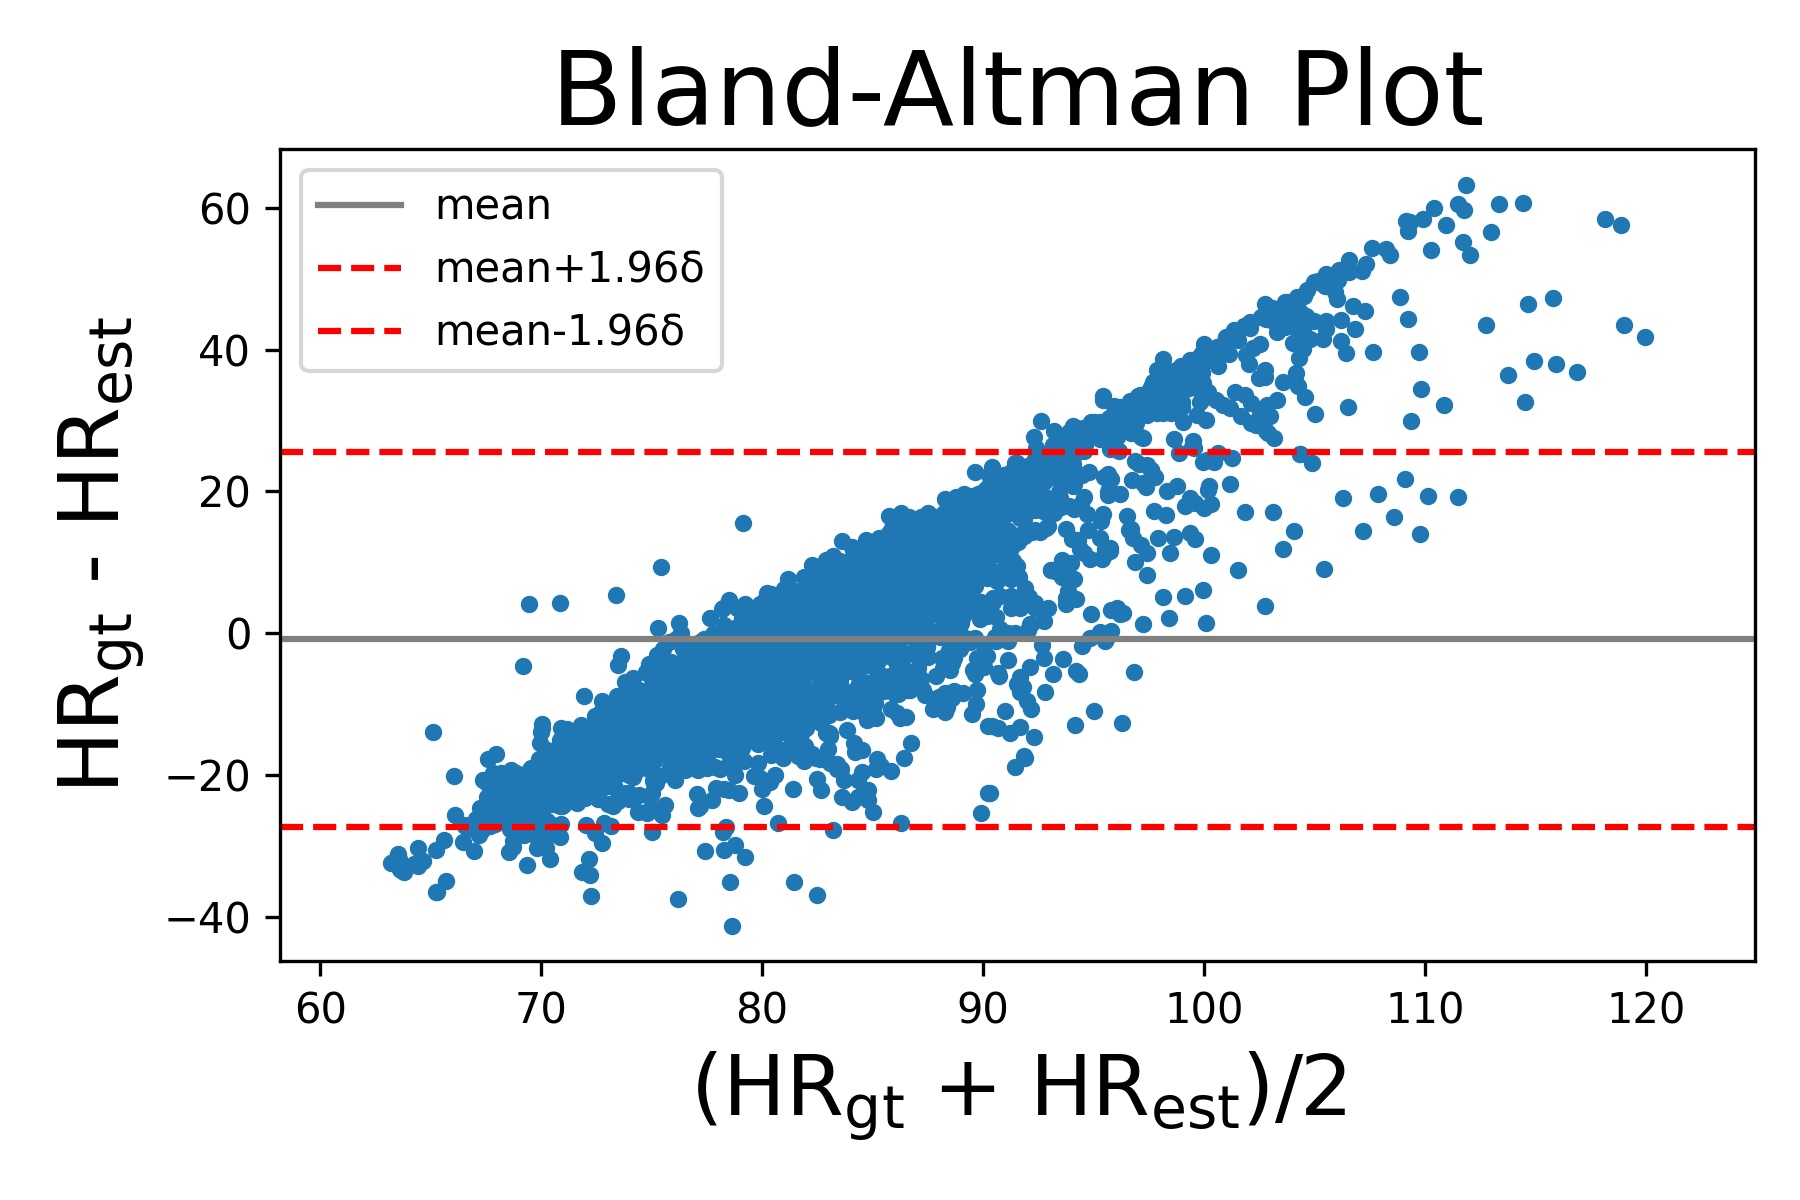 Bland-Altman Plot
mean
mean+1.96δ
mean-1.96δ
HRgt - HRest
60
40
20
0
−20
−40
60 70 80 90 100 110 120
(HRgt + HRest)/2